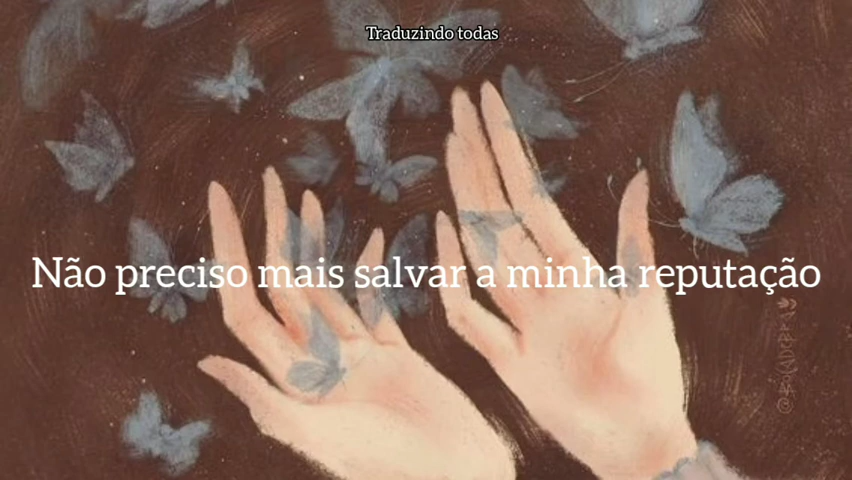 Traduzindo todas
Não preciso mais salvar a minha reputação